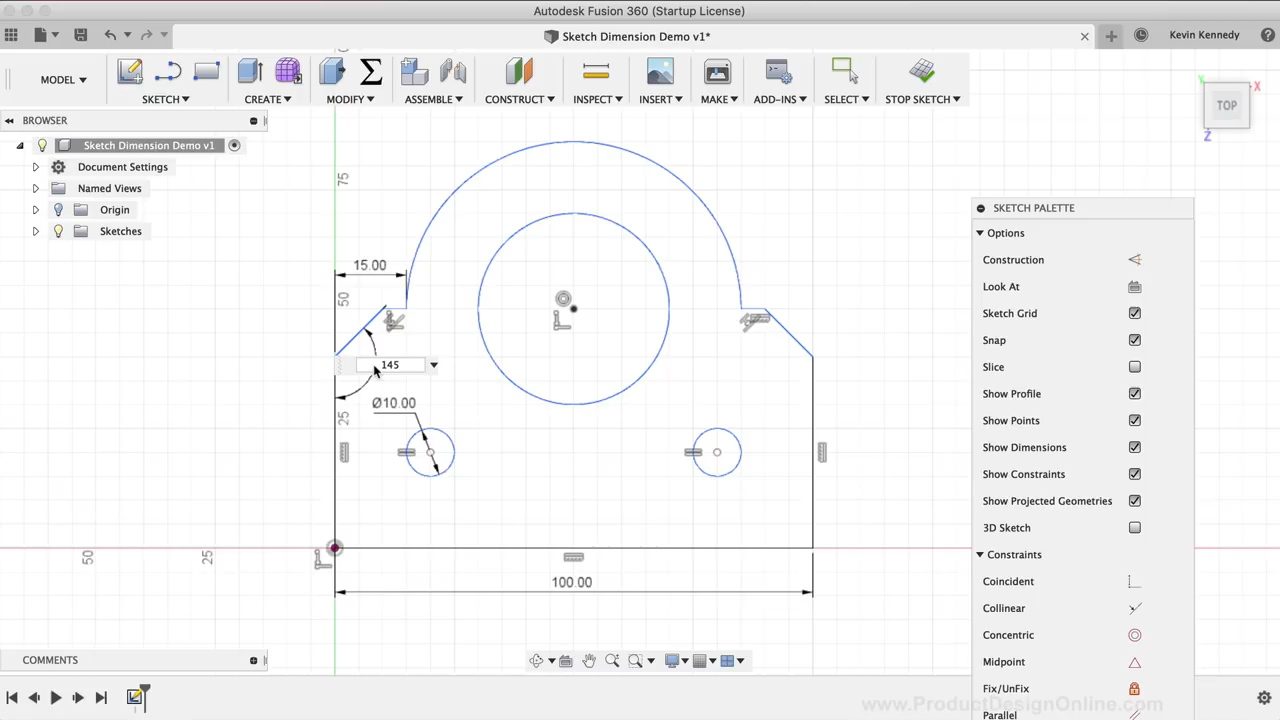 Autodesk Fusion 360 (Startup License)
Sketch Dimension Demo v1*
Kevin Kennedy
MODEL
SKETCH
CREATE
MODIFY
ASSEMBLE
CONSTRUCT
INSPECT
INSERT
MAKE
ADD-INS
SELECT
STOP SKETCH
BROWSER
Sketch Dimension Demo v1
Document Settings
Named Views
Origin
Sketches
TOP
X
Y
Z
75
15.00
50
145
Ø10.00
25
50
25
100.00
SKETCH PALETTE
Options
Construction
Look At
Sketch Grid
Snap
Slice
Show Profile
Show Points
Show Dimensions
Show Constraints
Show Projected Geometries
3D Sketch
Constraints
Coincident
Collinear
Concentric
Midpoint
Fix/UnFix
Parallel
COMMENTS
www.ProductDesignOnline.com